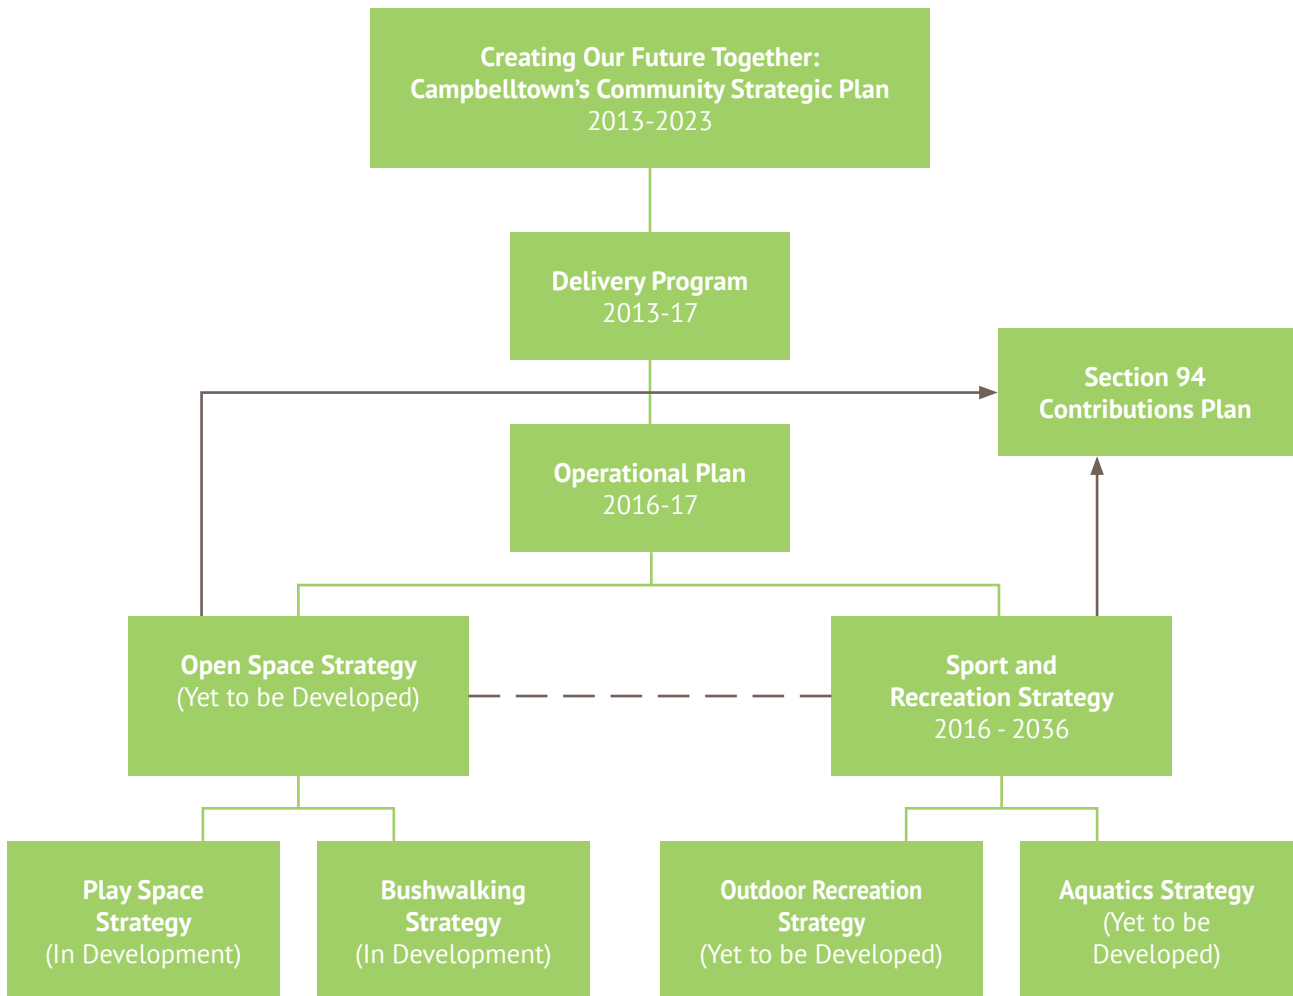 Creating Our Future Together:
Campbelltown’s Community Strategic Plan
2013-2023
Delivery Program
2013-17
Section 94
Contributions Plan
Operational Plan
2016-17
Open Space Strategy
(Yet to be Developed)
Sport and
Recreation Strategy
2016 - 2036
Play Space
Strategy
(In Development)
Bushwalking
Strategy
(In Development)
Outdoor Recreation
Strategy
(Yet to be Developed)
Aquatics Strategy
(Yet to be
Developed)